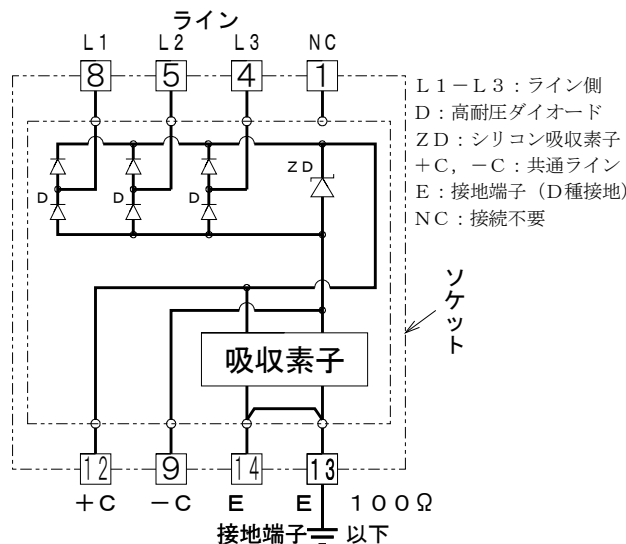 ライン
L1 L2 L3 NC
8 5 4 1
L1−L3：ライン側
D：高耐圧ダイオード
ZD：シリコン吸収素子
+C，−C：共通ライン
E：接地端子（D種接地）
NC：接続不要
D D D ZD
ソケット
吸収素子
12 9 14 13
+C −C E E 100Ω
接地端子 以下